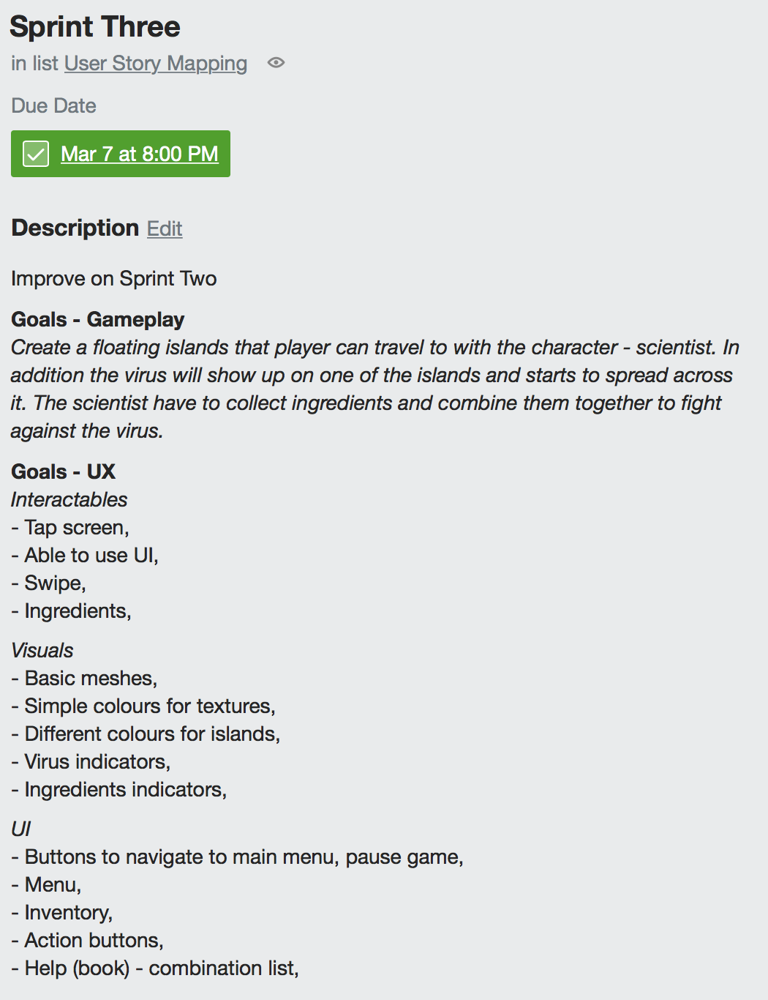 Sprint Three
in list User Story Mapping
Due Date
Mar 7 at 8:00 PM
Description Edit
Improve on Sprint Two
Goals - Gameplay
Create a floating islands that player can travel to with the character - scientist. In
addition the virus will show up on one of the islands and starts to spread across
it. The scientist have to collect ingredients and combine them together to fight
against the virus.
Goals - UX
Interactables
- Tap screen,
- Able to use UI,
- Swipe,
- Ingredients,
Visuals
- Basic meshes,
- Simple colours for textures,
- Different colours for islands,
- Virus indicators,
- Ingredients indicators,
UI
- Buttons to navigate to main menu, pause game,
- Menu,
- Inventory,
- Action buttons,
- Help (book) - combination list,